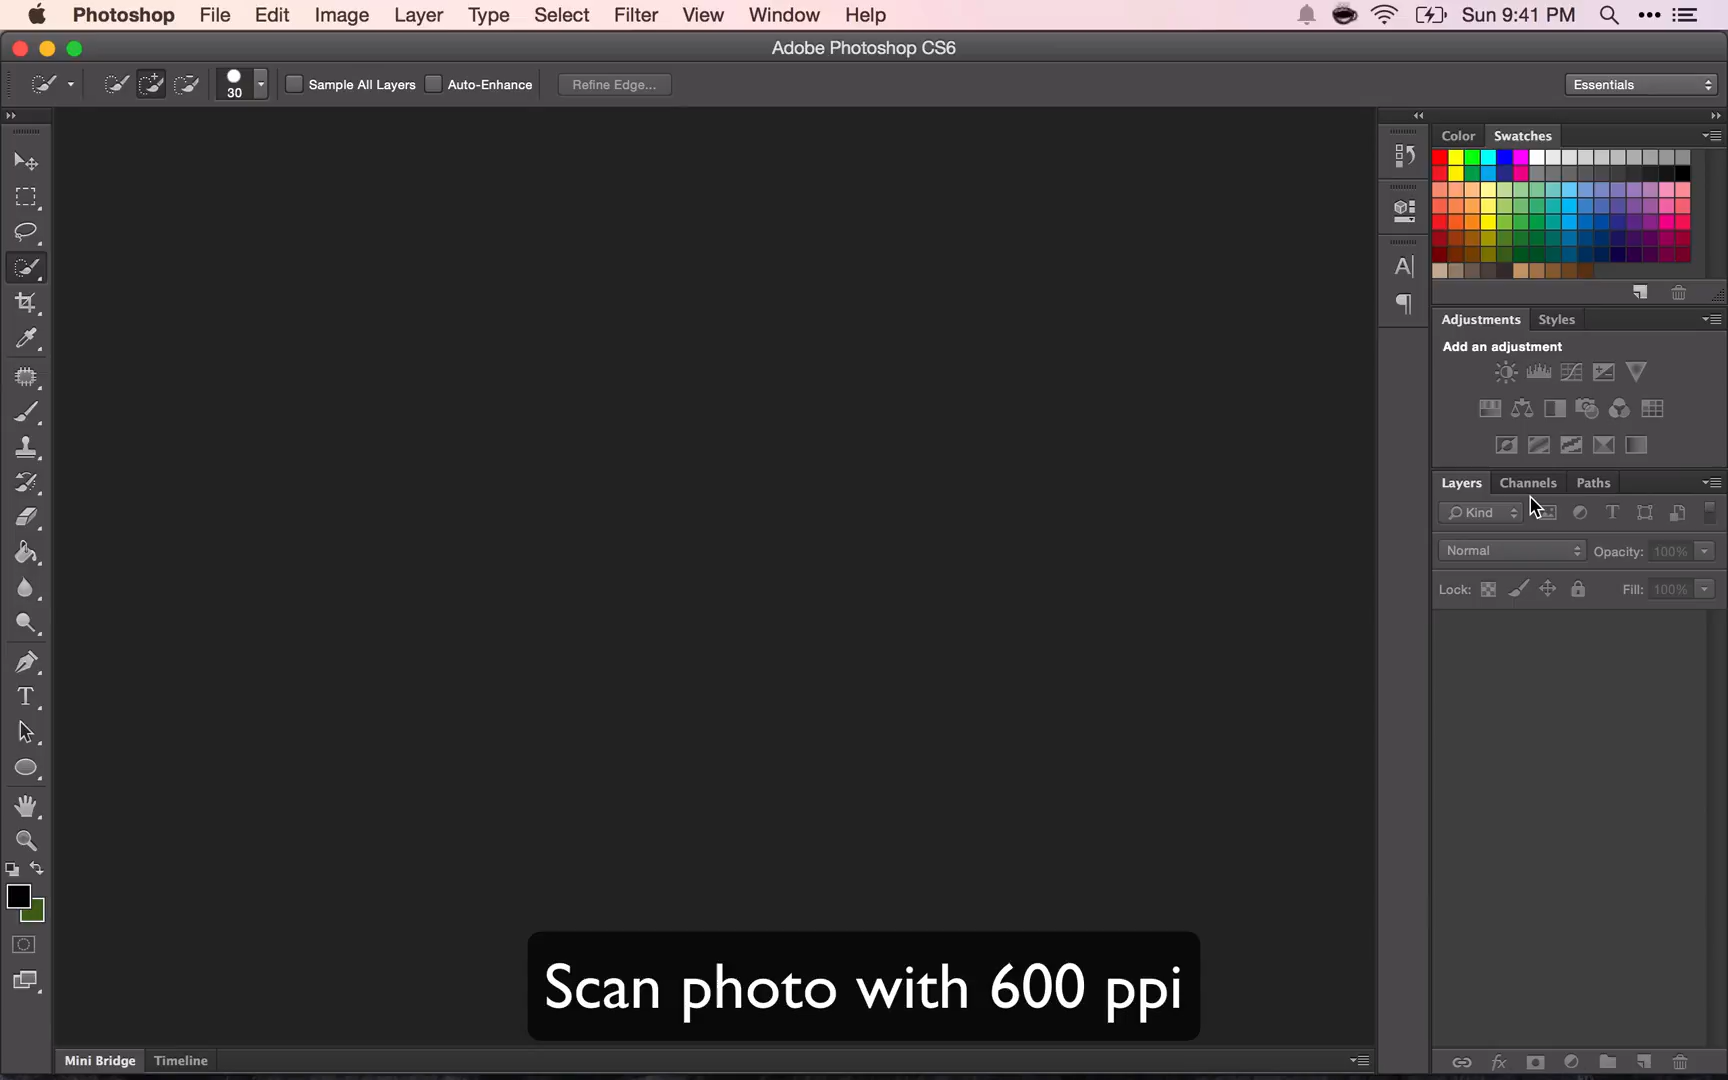 Photoshop File Edit Image Layer Type Select Filter View Window Help Sun 9:41 PM
Adobe Photoshop CS6
30 Sample All Layers Auto-Enhance Refine Edge... Essentials
Color Swatches
Adjustments Styles
Add an adjustment
Layers Channels Paths
Kind
Normal Opacity: 100%
Lock: Fill: 100%
Scan photo with 600 ppi
Mini Bridge Timeline